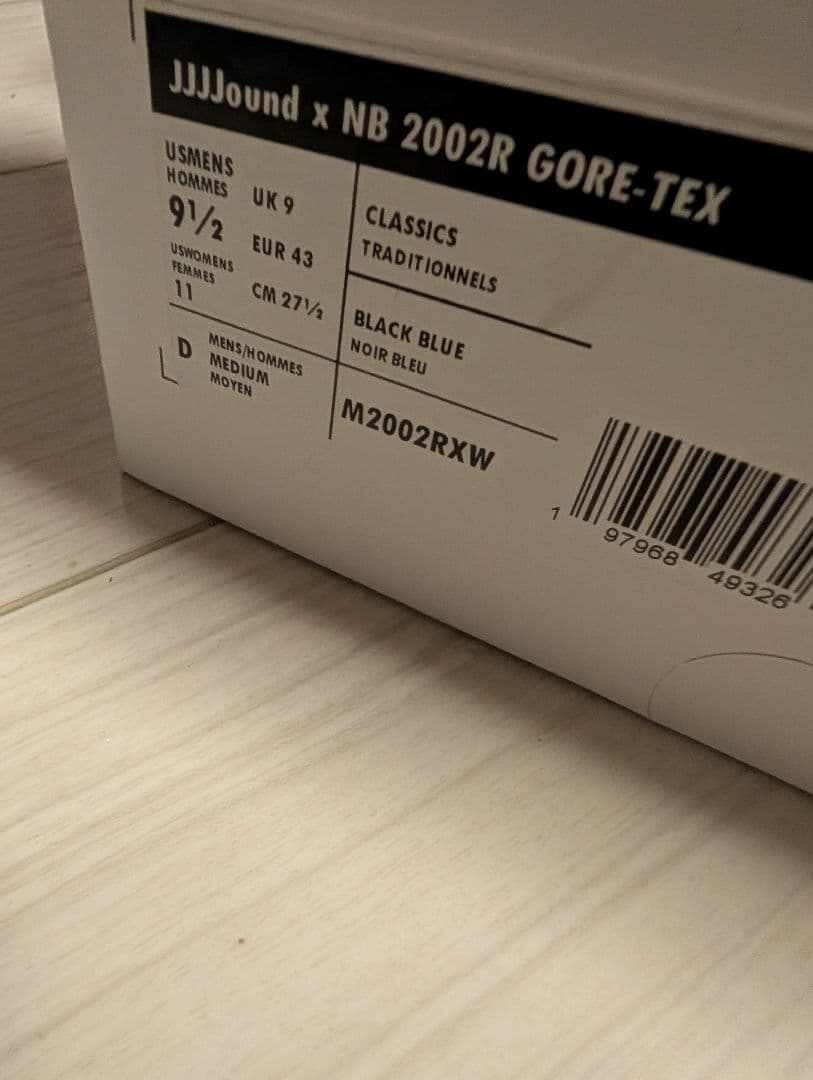 JJJJound x NB 2002R GORE-TEX
USMENS
HOMMES
9½
UK 9
EUR 43
USWOMENS
FEMMES
11
CM 27½
D
MENS/HOMMES
MEDIUM
MOYEN
CLASSICS
TRADITIONNELS
BLACK BLUE
NOIR BLEU
M2002RXW
1 97968 49326